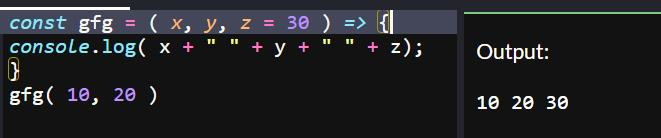 const gfg = ( x, y, z = 30 ) => {
console.log( x + " " + y + " " + z);
}
gfg( 10, 20 )
Output:
10 20 30